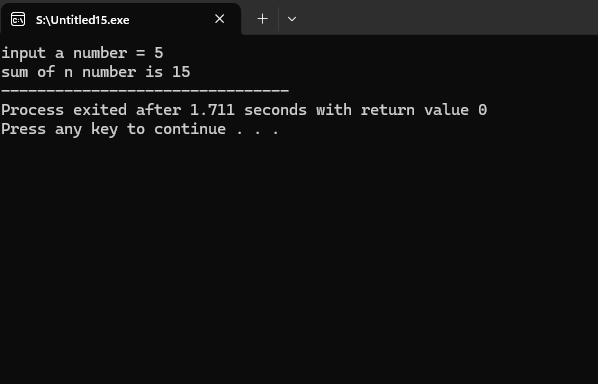 S:\Untitled15.exe
input a number = 5
sum of n number is 15
--------------------------------
Process exited after 1.711 seconds with return value 0
Press any key to continue . . .